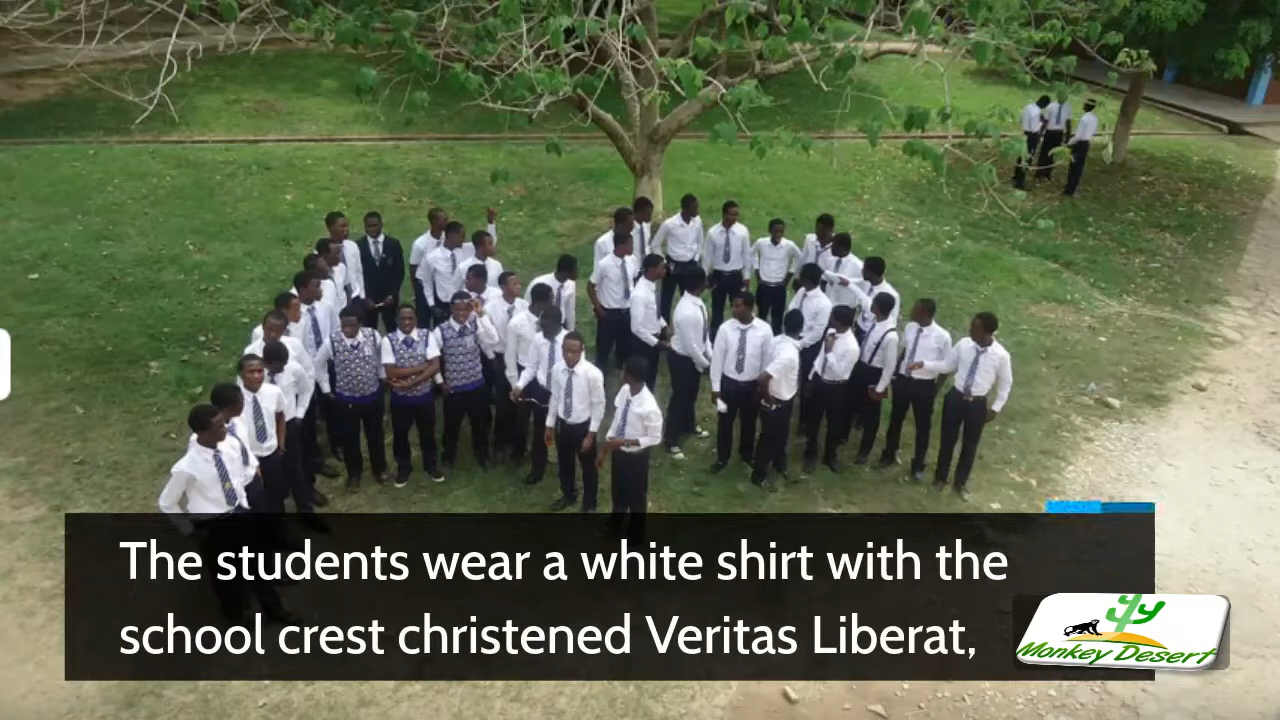 The students wear a white shirt with the
school crest christened Veritas Liberat,
Monkey Desert